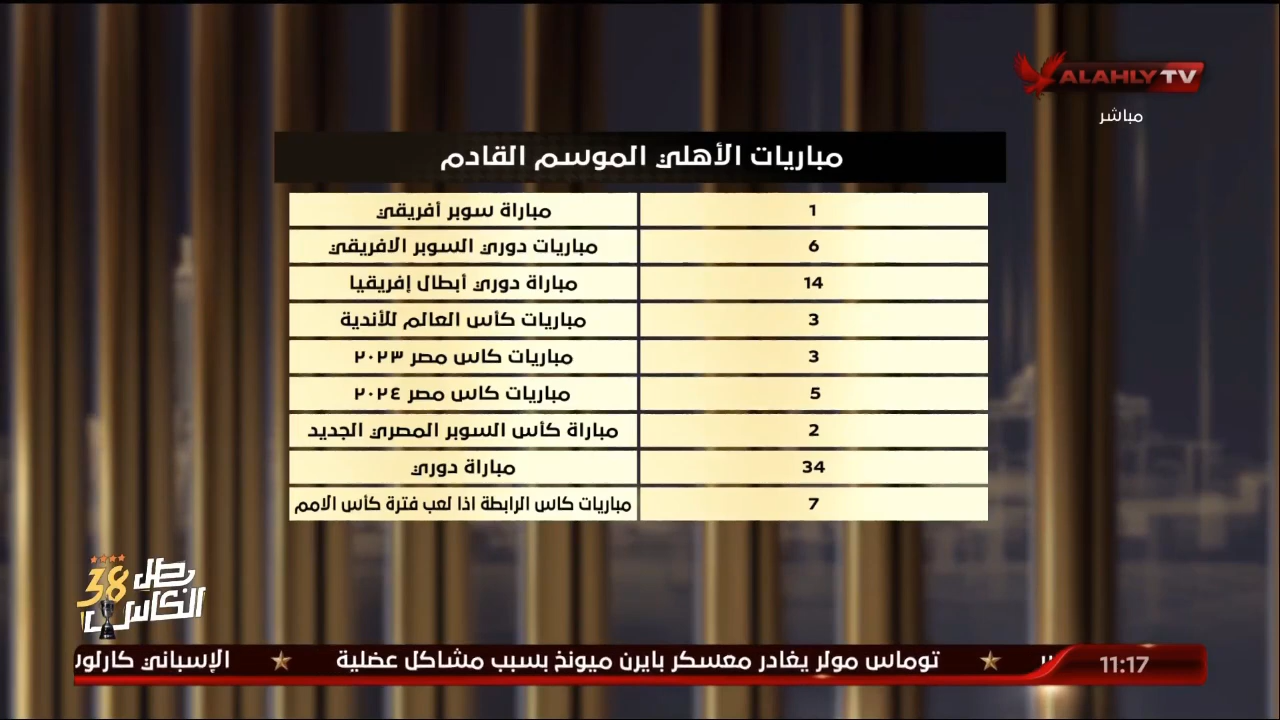 ALAHLY TV
مباشر
مباريات الأهلي الموسم القادم
1 مباراة سوبر أفريقي
6 مباريات دوري السوبر الافريقي
14 مباراة دوري أبطال إفريقيا
3 مباريات كأس العالم للأندية
3 مباريات كاس مصر ٢٠٢٣
5 مباريات كاس مصر ٢٠٢٤
2 مباراة كأس السوبر المصري الجديد
34 مباراة دوري
7 مباريات كاس الرابطة اذا لعب فترة كأس الامم
بطل 38
الكاس
11:17 توماس مولر يغادر معسكر بايرن ميونخ بسبب مشاكل عضلية الإسباني